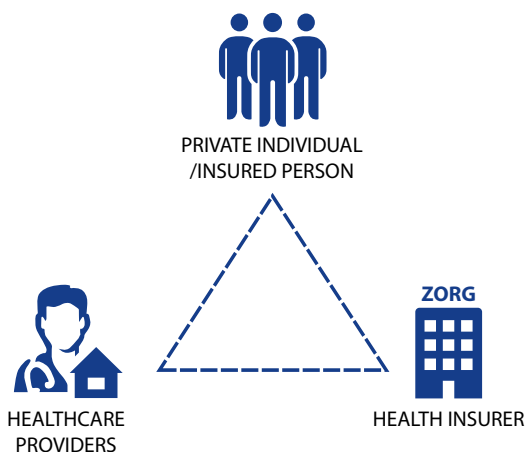 PRIVATE INDIVIDUAL
/INSURED PERSON
ZORG
HEALTHCARE
PROVIDERS
HEALTH INSURER